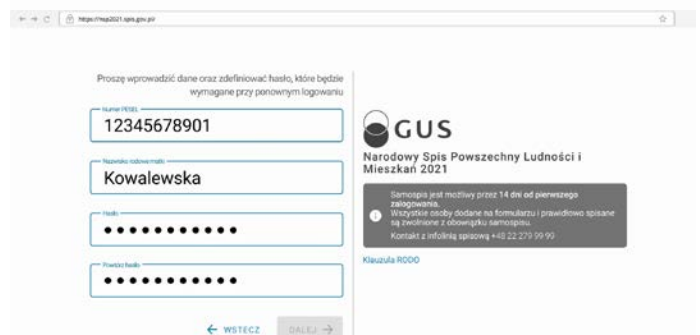 https://nsp2021.spis.gov.pl/
Proszę wprowadzić dane oraz zdefiniować hasło, które będzie
wymagane przy ponownym logowaniu
Numer PESEL
12345678901
Nazwisko rodowe matki
Kowalewska
Hasło
Powtórz hasło
← WSTECZ
DALEJ →
GUS
Narodowy Spis Powszechny Ludności i
Mieszkań 2021
Samospis jest możliwy przez 14 dni od pierwszego
zalogowania.
Wszystkie osoby dodane na formularzu i prawidłowo spisane
są zwolnione z obowiązku samospisu.
Kontakt z infolinią spisową +48 22 279 99 99
Klauzula RODO